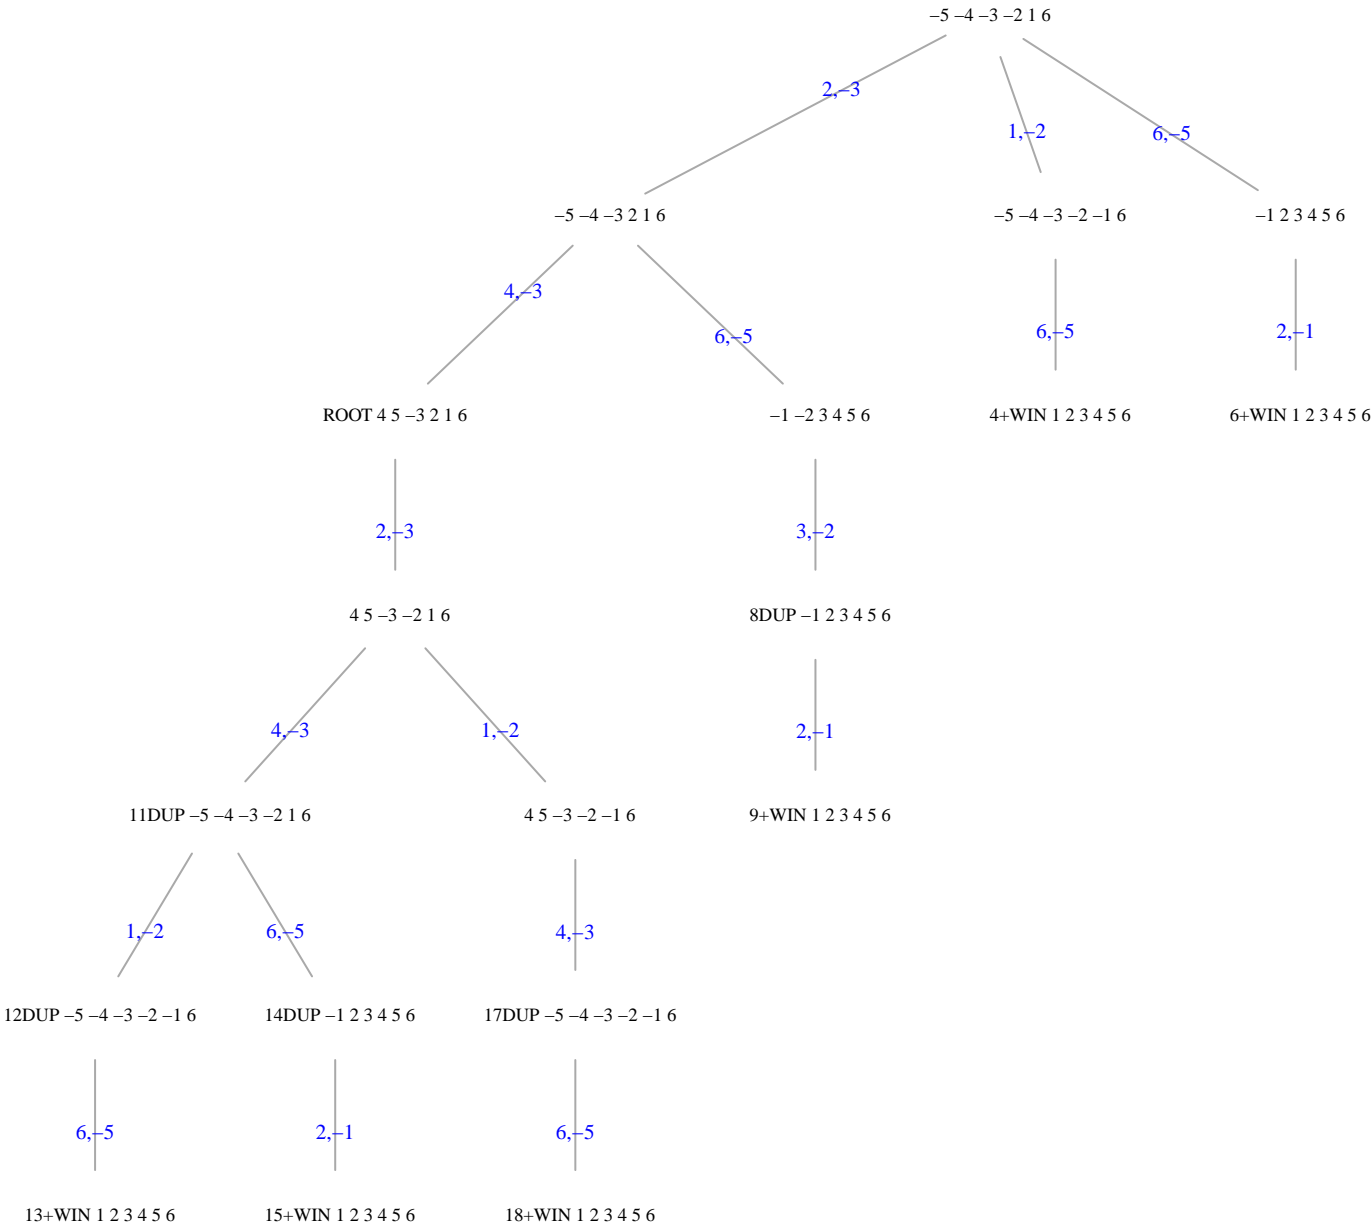 –5 –4 –3 –2 1 6
2,–3
1,–2
6,–5
–5 –4 –3 2 1 6
–5 –4 –3 –2 –1 6
–1 2 3 4 5 6
4,–3
6,–5
6,–5
2,–1
ROOT 4 5 –3 2 1 6
–1 –2 3 4 5 6
4+WIN 1 2 3 4 5 6
6+WIN 1 2 3 4 5 6
2,–3
3,–2
4 5 –3 –2 1 6
8DUP –1 2 3 4 5 6
4,–3
1,–2
2,–1
11DUP –5 –4 –3 –2 1 6
4 5 –3 –2 –1 6
9+WIN 1 2 3 4 5 6
1,–2
6,–5
4,–3
12DUP –5 –4 –3 –2 –1 6
14DUP –1 2 3 4 5 6
17DUP –5 –4 –3 –2 –1 6
6,–5
2,–1
6,–5
13+WIN 1 2 3 4 5 6
15+WIN 1 2 3 4 5 6
18+WIN 1 2 3 4 5 6